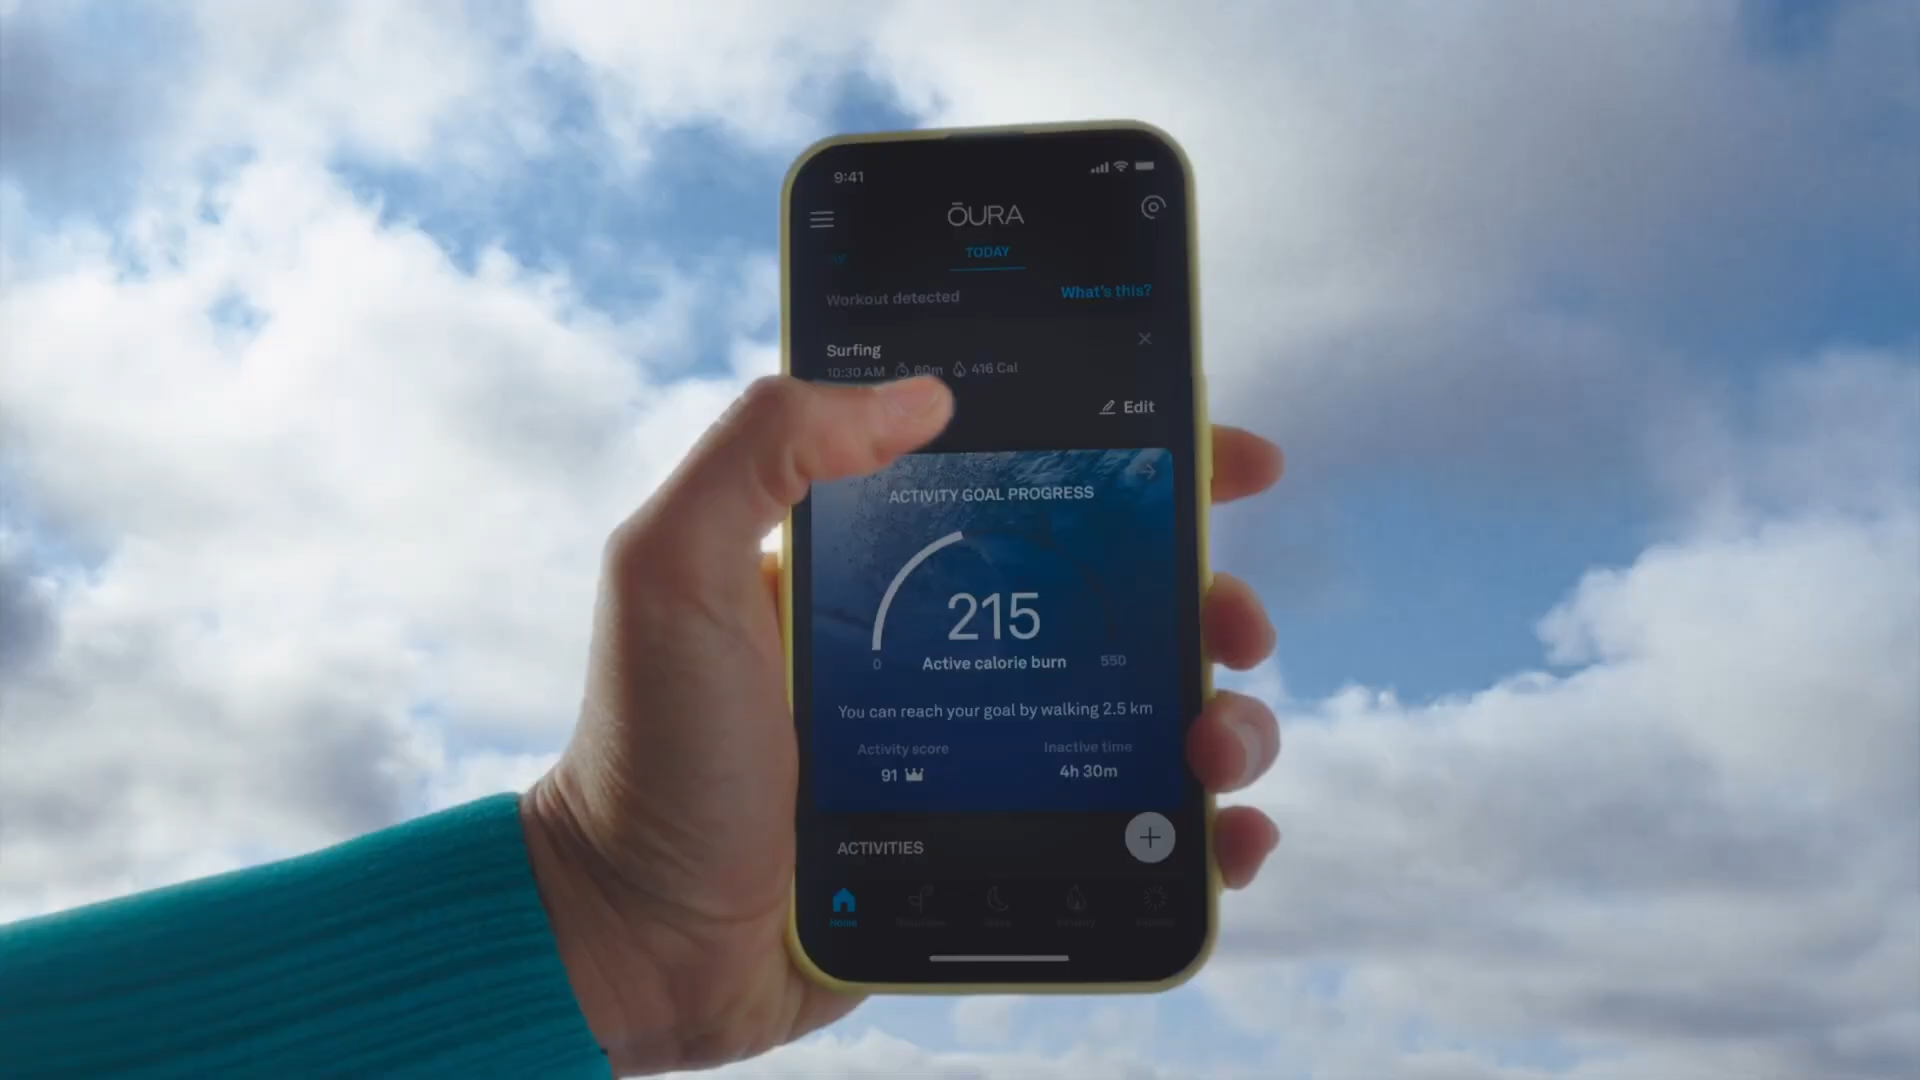 9:41
ŌURA
TODAY
Workout detected
What's this?
Surfing
10:30 AM 60m 416 Cal
Edit
ACTIVITY GOAL PROGRESS
215
0 Active calorie burn 550
You can reach your goal by walking 2.5 km
Activity score Inactive time
91 4h 30m
ACTIVITIES
Home